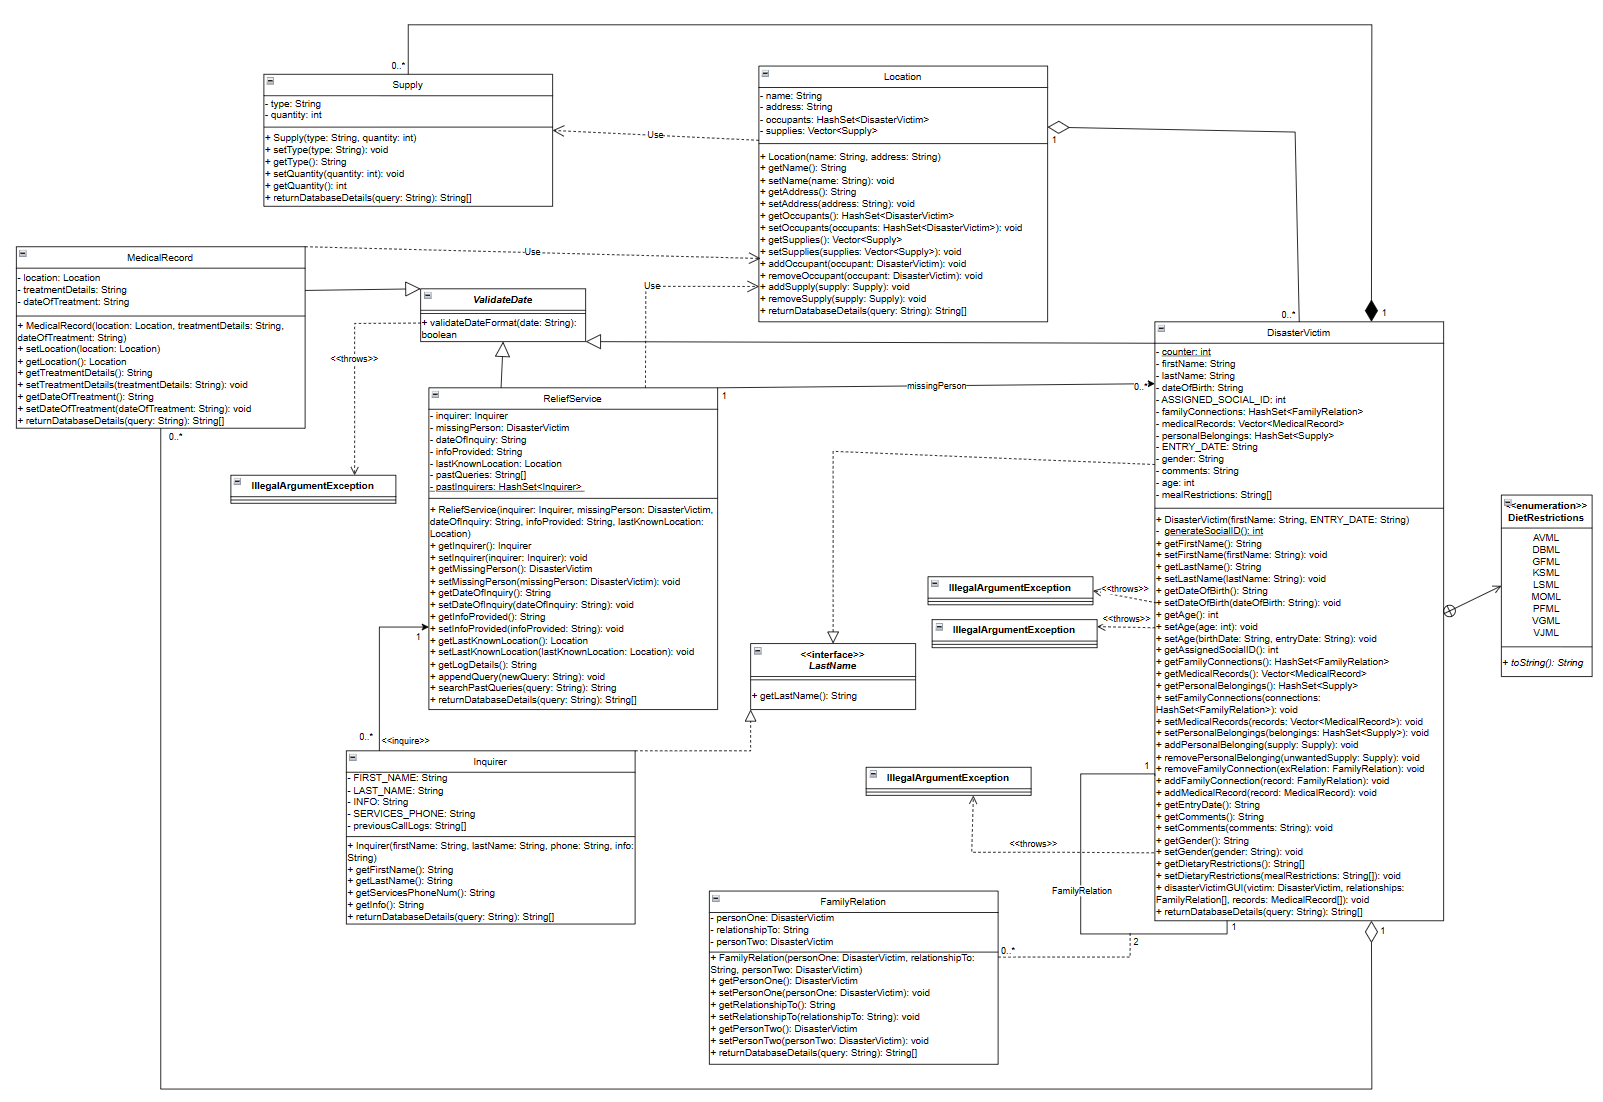 0..*
Supply
- type: String
- quantity: int
+ Supply(type: String, quantity: int)
+ setType(type: String): void
+ getType(): String
+ setQuantity(quantity: int): void
+ getQuantity(): int
+ returnDatabaseDetails(query: String): String[]
Use
Location
- name: String
- address: String
- occupants: HashSet<DisasterVictim>
- supplies: Vector<Supply>
+ Location(name: String, address: String)
+ getName(): String
+ setName(name: String): void
+ getAddress(): String
+ setAddress(address: String): void
+ getOccupants(): HashSet<DisasterVictim>
+ setOccupants(occupants: HashSet<DisasterVictim>): void
+ getSupplies(): Vector<Supply>
+ setSupplies(supplies: Vector<Supply>): void
+ addOccupant(occupant: DisasterVictim): void
+ removeOccupant(occupant: DisasterVictim): void
+ addSupply(supply: Supply): void
+ removeSupply(supply: Supply): void
+ returnDatabaseDetails(query: String): String[]
1
0..*
1
MedicalRecord
- location: Location
- treatmentDetails: String
- dateOfTreatment: String
+ MedicalRecord(location: Location, treatmentDetails: String,
dateOfTreatment: String)
+ setLocation(location: Location)
+ getLocation(): Location
+ getTreatmentDetails(): String
+ setTreatmentDetails(treatmentDetails: String): void
+ getDateOfTreatment(): String
+ setDateOfTreatment(dateOfTreatment: String): void
+ returnDatabaseDetails(query: String): String[]
0..*
Use
Use
ValidateDate
+ validateDateFormat(date: String):
boolean
<<throws>>
IllegalArgumentException
ReliefService
- inquirer: Inquirer
- missingPerson: DisasterVictim
- dateOfInquiry: String
- infoProvided: String
- lastKnownLocation: Location
- pastQueries: String[]
- pastInquirers: HashSet<Inquirer>
+ ReliefService(inquirer: Inquirer, missingPerson: DisasterVictim,
dateOfInquiry: String, infoProvided: String, lastKnownLocation:
Location)
+ getInquirer(): Inquirer
+ setInquirer(inquirer: Inquirer): void
+ getMissingPerson(): DisasterVictim
+ setMissingPerson(missingPerson: DisasterVictim): void
+ getDateOfInquiry(): String
+ setDateOfInquiry(dateOfInquiry: String): void
+ getInfoProvided(): String
+ setInfoProvided(infoProvided: String): void
+ getLastKnownLocation(): Location
+ setLastKnownLocation(lastKnownLocation: Location): void
+ getLogDetails(): String
+ appendQuery(newQuery: String): void
+ searchPastQueries(query: String): String
+ returnDatabaseDetails(query: String): String[]
1
missingPerson
0..*
1
0..*
<<inquire>>
Inquirer
- FIRST_NAME: String
- LAST_NAME: String
- INFO: String
- SERVICES_PHONE: String
- previousCallLogs: String[]
+ Inquirer(firstName: String, lastName: String, phone: String, info:
String)
+ getFirstName(): String
+ getLastName(): String
+ getServicesPhoneNum(): String
+ getInfo(): String
+ returnDatabaseDetails(query: String): String[]
<<interface>>
LastName
+ getLastName(): String
IllegalArgumentException
<<throws>>
IllegalArgumentException
<<throws>>
IllegalArgumentException
<<throws>>
DisasterVictim
- counter: int
- firstName: String
- lastName: String
- dateOfBirth: String
- ASSIGNED_SOCIAL_ID: int
- familyConnections: HashSet<FamilyRelation>
- medicalRecords: Vector<MedicalRecord>
- personalBelongings: HashSet<Supply>
- ENTRY_DATE: String
- gender: String
- comments: String
- age: int
- mealRestrictions: String[]
+ DisasterVictim(firstName: String, ENTRY_DATE: String)
- generateSocialID(): int
+ getFirstName(): String
+ setFirstName(firstName: String): void
+ getLastName(): String
+ setLastName(lastName: String): void
+ getDateOfBirth(): String
+ setDateOfBirth(dateOfBirth: String): void
+ getAge(): int
+ setAge(age: int): void
+ setAge(birthDate: String, entryDate: String): void
+ getAssignedSocialID(): int
+ getFamilyConnections(): HashSet<FamilyRelation>
+ getMedicalRecords(): Vector<MedicalRecord>
+ getPersonalBelongings(): HashSet<Supply>
+ setFamilyConnections(connections:
HashSet<FamilyRelation>): void
+ setMedicalRecords(records: Vector<MedicalRecord>): void
+ setPersonalBelongings(belongings: HashSet<Supply>): void
+ addPersonalBelonging(supply: Supply): void
+ removePersonalBelonging(unwantedSupply: Supply): void
+ removeFamilyConnection(exRelation: FamilyRelation): void
+ addFamilyConnection(record: FamilyRelation): void
+ addMedicalRecord(record: MedicalRecord): void
+ getEntryDate(): String
+ getComments(): String
+ setComments(comments: String): void
+ getGender(): String
+ setGender(gender: String): void
+ getDietaryRestrictions(): String[]
+ setDietaryRestrictions(mealRestrictions: String[]): void
+ disasterVictimGUI(victim: DisasterVictim, relationships:
FamilyRelation[], records: MedicalRecord[]): void
+ returnDatabaseDetails(query: String): String[]
<<enumeration>>
DietRestrictions
AVML
DBML
GFML
KSML
LSML
MOML
PFML
VGML
VJML
+ toString(): String
1
FamilyRelation
1
2
1
0..*
FamilyRelation
- personOne: DisasterVictim
- relationshipTo: String
- personTwo: DisasterVictim
+ FamilyRelation(personOne: DisasterVictim, relationshipTo:
String, personTwo: DisasterVictim)
+ getPersonOne(): DisasterVictim
+ setPersonOne(personOne: DisasterVictim): void
+ getRelationshipTo(): String
+ setRelationshipTo(relationshipTo: String): void
+ getPersonTwo(): DisasterVictim
+ setPersonTwo(personTwo: DisasterVictim): void
+ returnDatabaseDetails(query: String): String[]